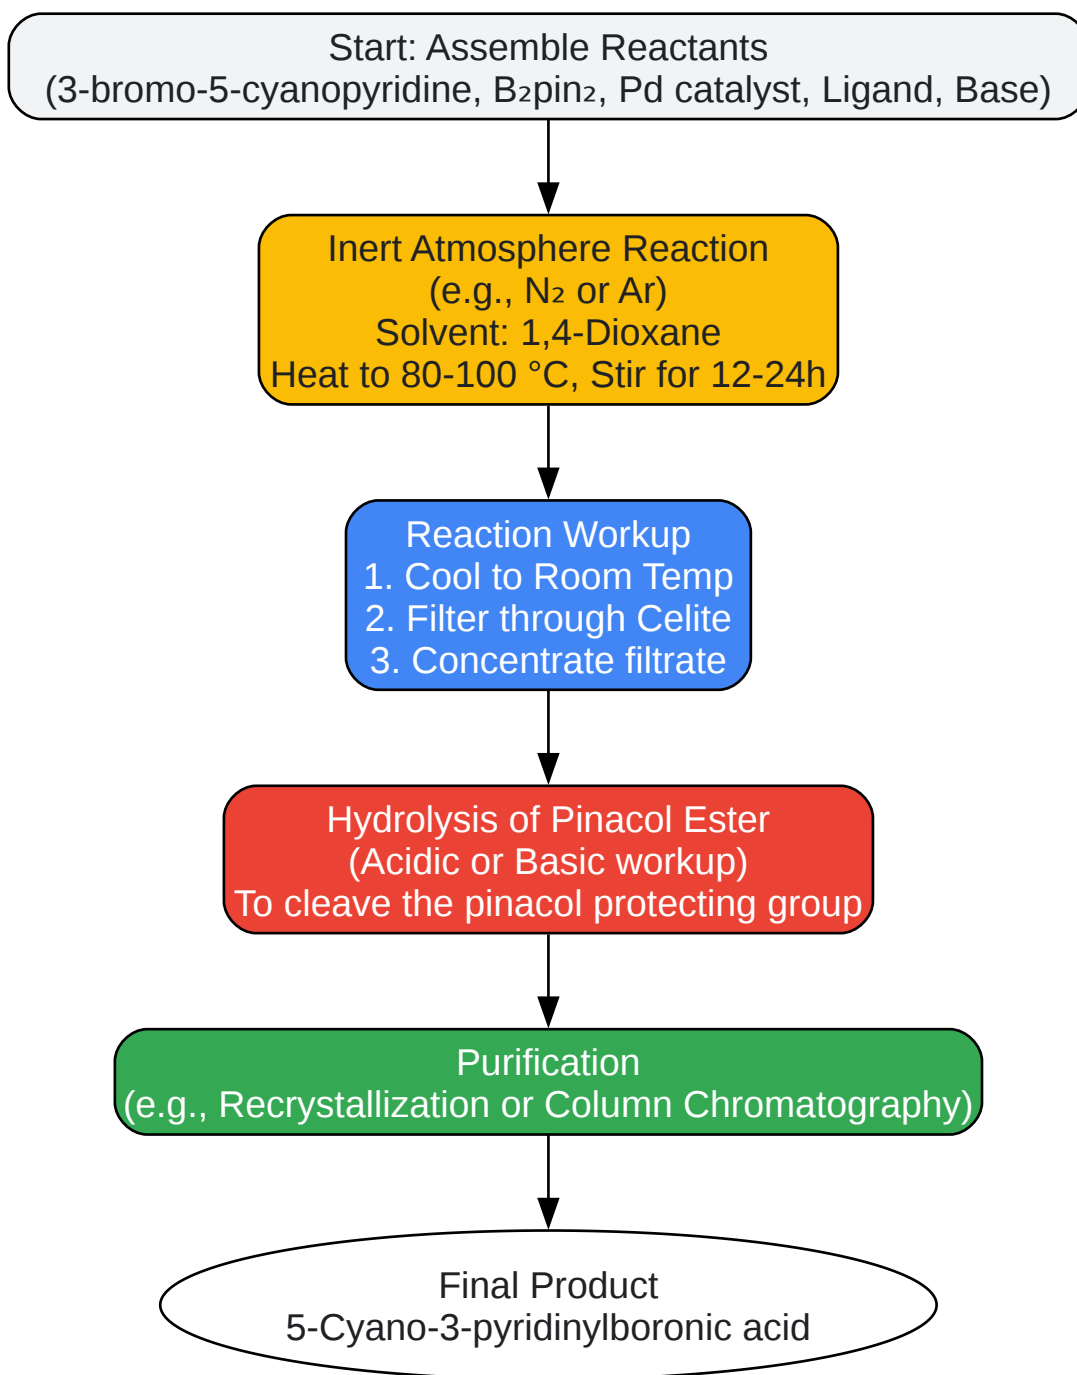 Start: Assemble Reactants
(3-bromo-5-cyanopyridine, B₂pin₂, Pd catalyst, Ligand, Base)
Inert Atmosphere Reaction
(e.g., N₂ or Ar)
Solvent: 1,4-Dioxane
Heat to 80-100 °C, Stir for 12-24h
Reaction Workup
1. Cool to Room Temp
2. Filter through Celite
3. Concentrate filtrate
Hydrolysis of Pinacol Ester
(Acidic or Basic workup)
To cleave the pinacol protecting group
Purification
(e.g., Recrystallization or Column Chromatography)
Final Product
5-Cyano-3-pyridinylboronic acid